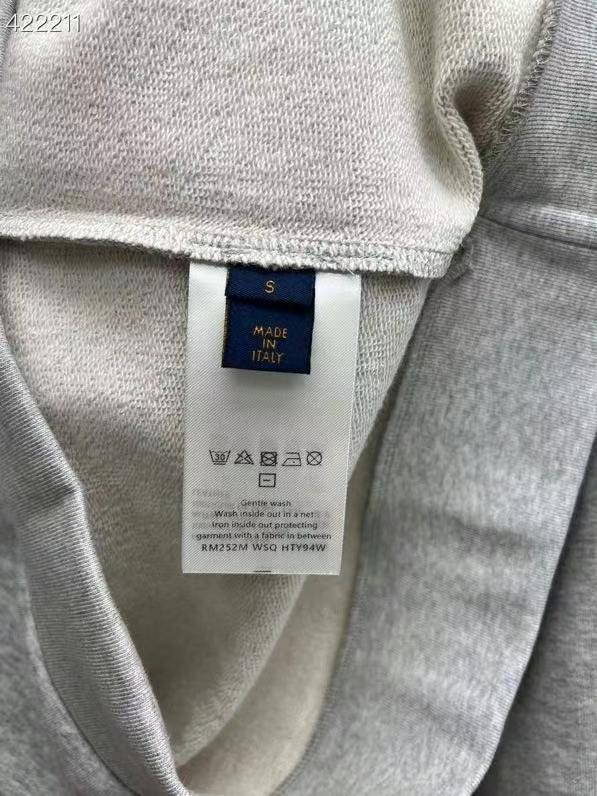 422211
S
MADE
IN
ITALY
30
Gentle wash
Wash inside out in a net
Iron inside out protecting
garment with a fabric in between
RM252M WSQ HTY94W